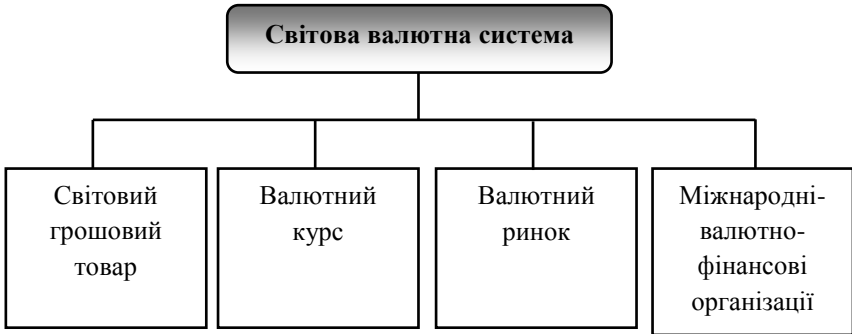 Світова валютна система
Світовий
грошовий
товар
Валютний
курс
Валютний
ринок
Міжнародні-
валютно-
фінансові
організації